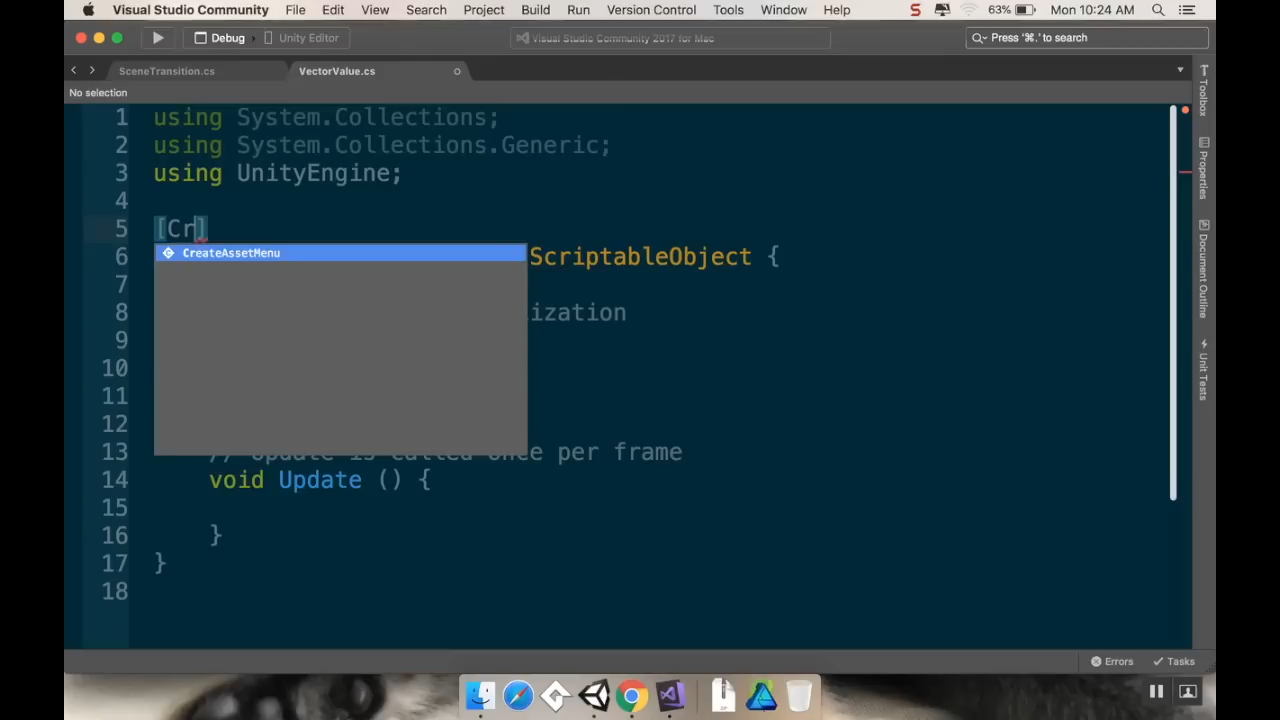 Visual Studio Community File Edit View Search Project Build Run Version Control Tools Window Help S 63% Mon 10:24 AM
Debug Unity Editor Visual Studio Community 2017 for Mac Press '⌘.' to search
SceneTransition.cs VectorValue.cs
No selection
1 using System.Collections;
2 using System.Collections.Generic;
3 using UnityEngine;
4
5 [Cr]
CreateAssetMenu
6 ScriptableObject {
7
8 ization
9
10
11
12
13 // Update is called once per frame
14 void Update () {
15
16 }
17 }
18
Toolbox
Properties
Document Outline
Unit Tests
Errors Tasks